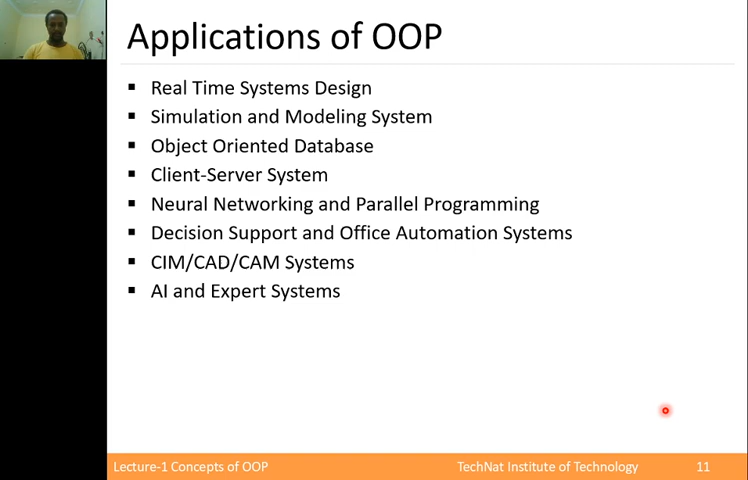 Applications of OOP
Real Time Systems Design
Simulation and Modeling System
Object Oriented Database
Client-Server System
Neural Networking and Parallel Programming
Decision Support and Office Automation Systems
CIM/CAD/CAM Systems
AI and Expert Systems
Lecture-1 Concepts of OOP
TechNat Institute of Technology
11